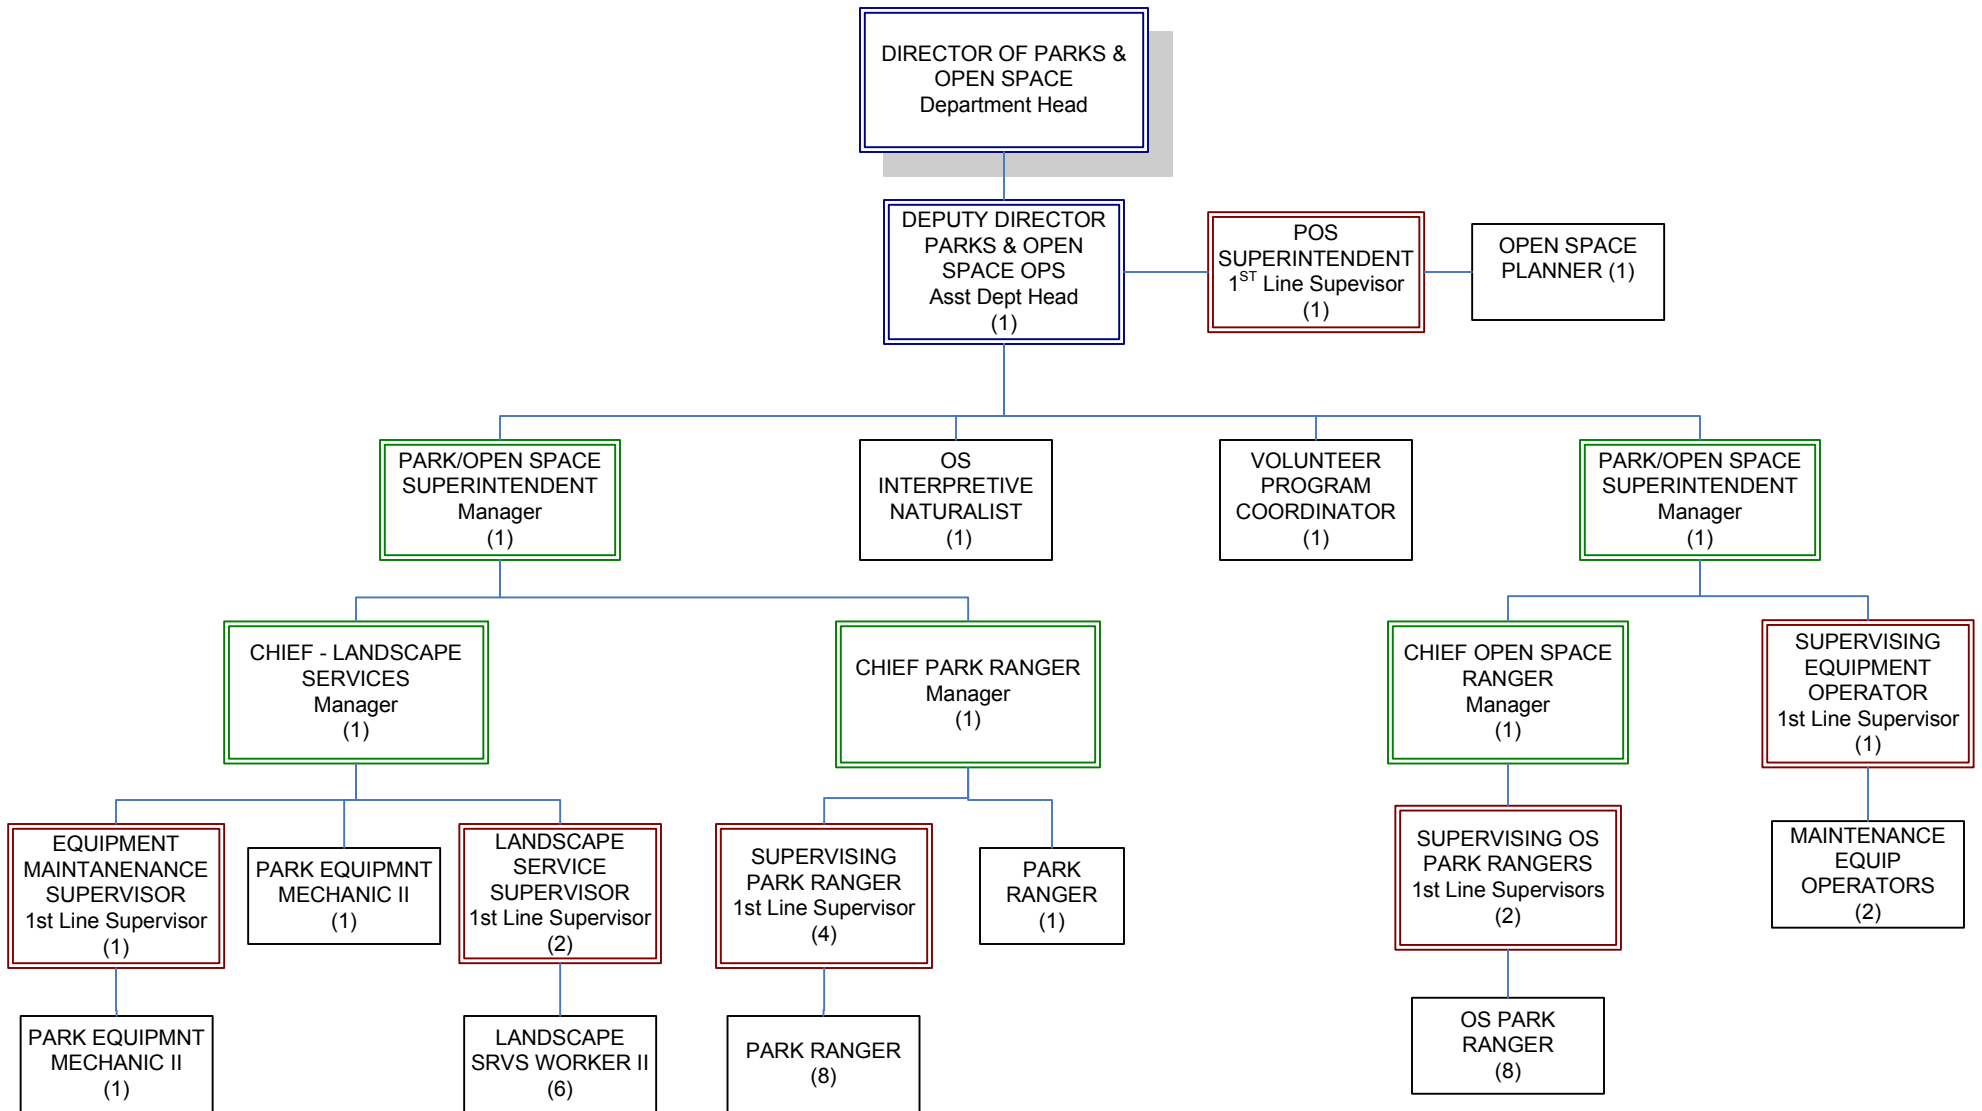 DIRECTOR OF PARKS &
OPEN SPACE
Department Head
DEPUTY DIRECTOR
PARKS & OPEN
SPACE OPS
Asst Dept Head
(1)
POS
SUPERINTENDENT
1ST Line Supevisor
(1)
OPEN SPACE
PLANNER (1)
PARK/OPEN SPACE
SUPERINTENDENT
Manager
(1)
OS
INTERPRETIVE
NATURALIST
(1)
VOLUNTEER
PROGRAM
COORDINATOR
(1)
PARK/OPEN SPACE
SUPERINTENDENT
Manager
(1)
CHIEF - LANDSCAPE
SERVICES
Manager
(1)
CHIEF PARK RANGER
Manager
(1)
CHIEF OPEN SPACE
RANGER
Manager
(1)
SUPERVISING
EQUIPMENT
OPERATOR
1st Line Supervisor
(1)
EQUIPMENT
MAINTANENANCE
SUPERVISOR
1st Line Supervisor
(1)
PARK EQUIPMNT
MECHANIC II
(1)
LANDSCAPE
SERVICE
SUPERVISOR
1st Line Supervisor
(2)
SUPERVISING
PARK RANGER
1st Line Supervisor
(4)
PARK
RANGER
(1)
SUPERVISING OS
PARK RANGERS
1st Line Supervisors
(2)
MAINTENANCE
EQUIP
OPERATORS
(2)
PARK EQUIPMNT
MECHANIC II
(1)
LANDSCAPE
SRVS WORKER II
(6)
PARK RANGER
(8)
OS PARK
RANGER
(8)